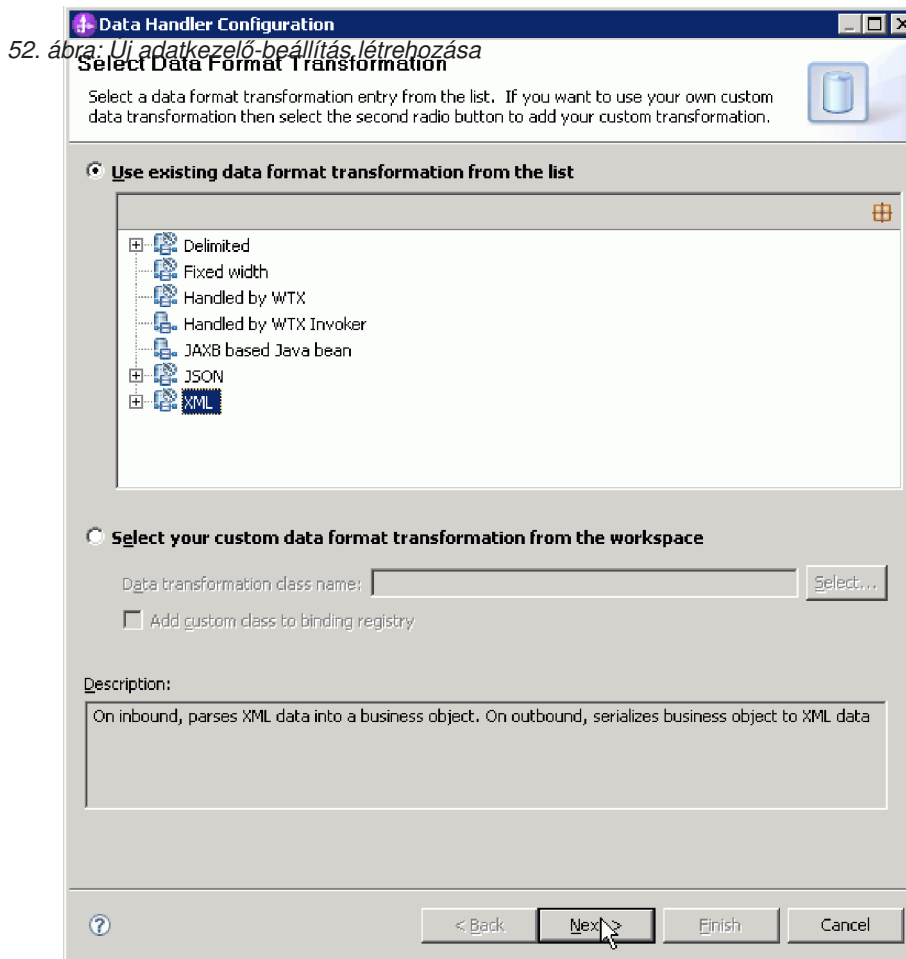 Data Handler Configuration
52. ábra: Új adatkezelő-beállítás létrehozása
Select Data Format Transformation
Select a data format transformation entry from the list. If you want to use your own custom
data transformation then select the second radio button to add your custom transformation.
Use existing data format transformation from the list
Delimited
Fixed width
Handled by WTX
Handled by WTX Invoker
JAXB based Java bean
JSON
XML
Select your custom data format transformation from the workspace
Data transformation class name:
Select...
Add custom class to binding registry
Description:
On inbound, parses XML data into a business object. On outbound, serializes business object to XML data
< Back
Next >
Finish
Cancel